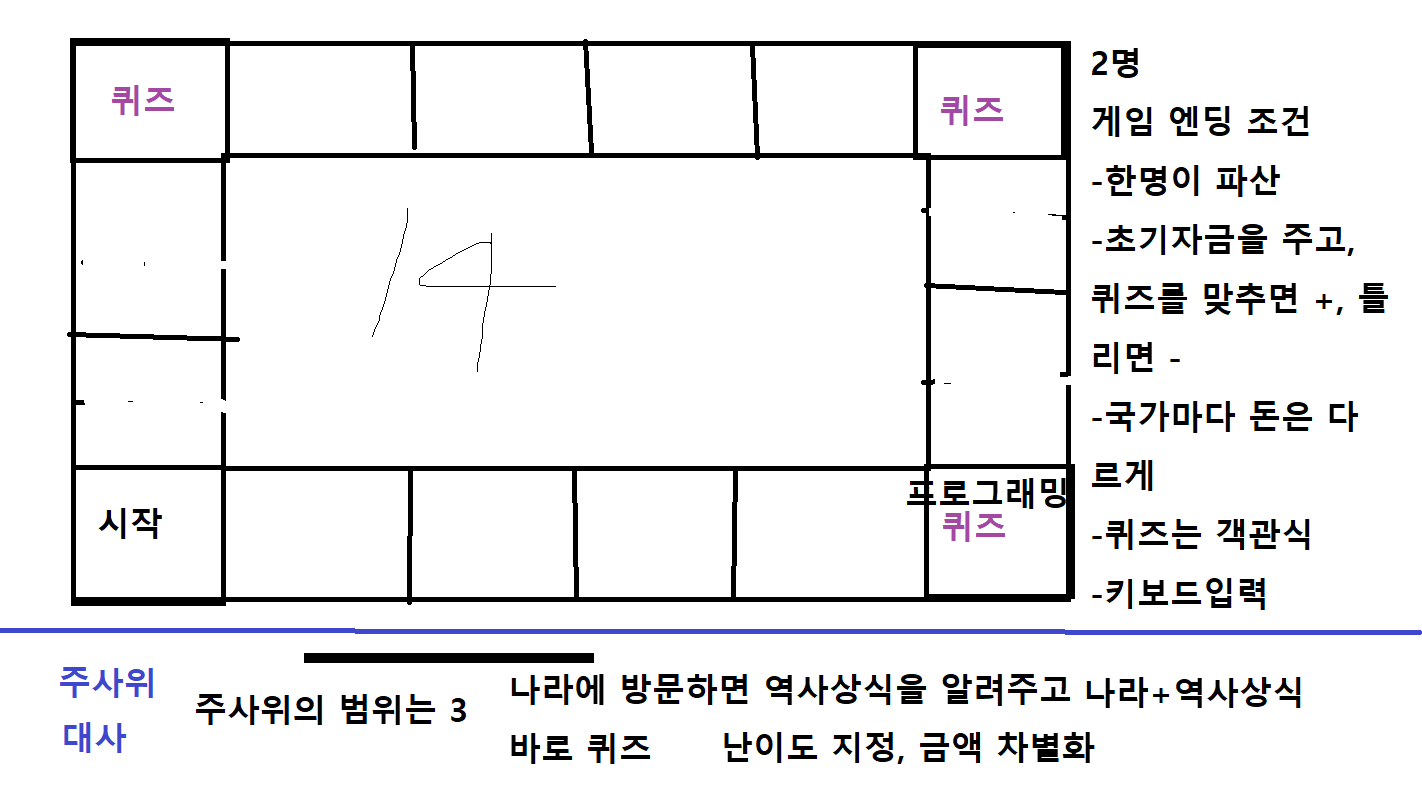 퀴즈
퀴즈
14
시작
프로그래밍
퀴즈
2명
게임 엔딩 조건
-한명이 파산
-초기자금을 주고,
퀴즈를 맞추면 +, 틀
리면 -
-국가마다 돈은 다
르게
-퀴즈는 객관식
-키보드입력
주사위
대사
주사위의 범위는 3
나라에 방문하면 역사상식을 알려주고 나라+역사상식
바로 퀴즈 난이도 지정, 금액 차별화